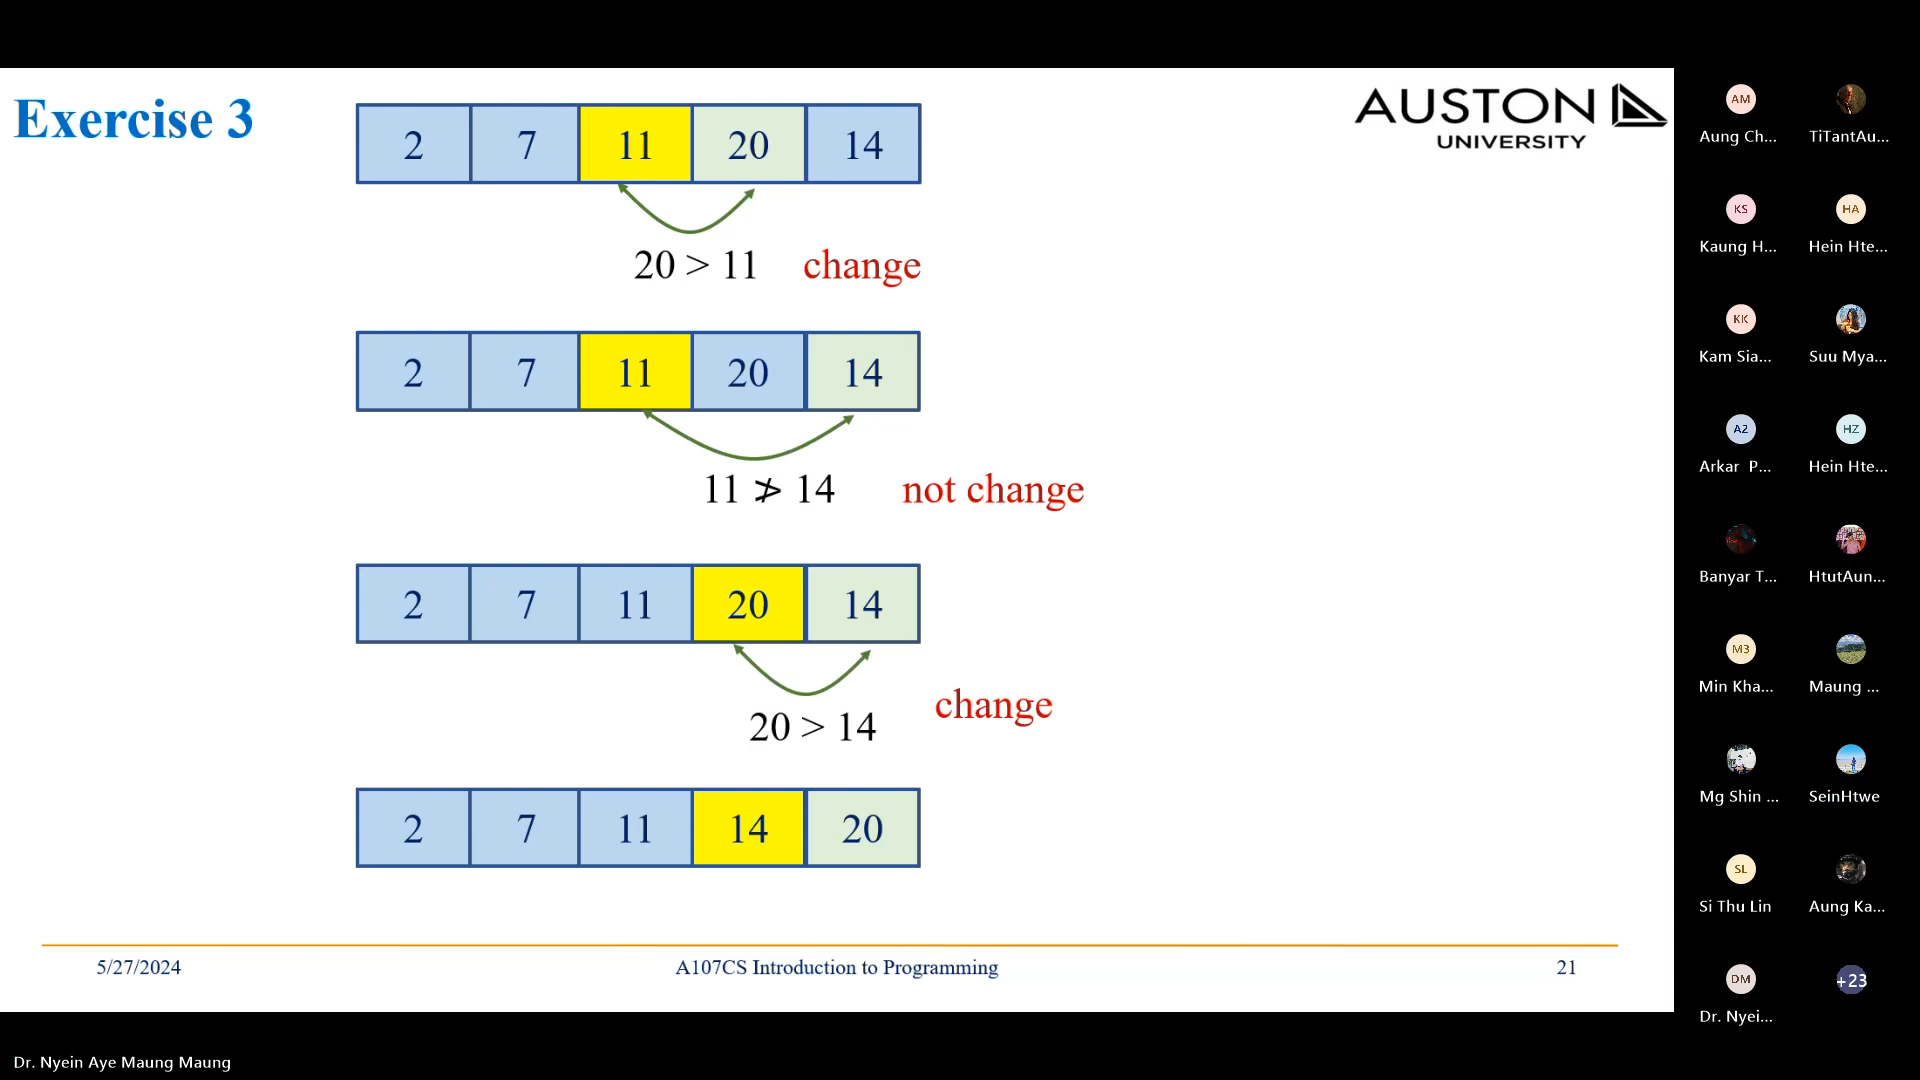 Exercise 3
AUSTON
UNIVERSITY
2 7 11 20 14
20 > 11 change
2 7 11 20 14
11 ≯ 14 not change
2 7 11 20 14
20 > 14 change
2 7 11 14 20
5/27/2024 A107CS Introduction to Programming 21
AM
Aung Ch... TiTantAu...
KS HA
Kaung H... Hein Hte...
KK
Kam Sia... Suu Mya...
A2 HZ
Arkar P... Hein Hte...
Banyar T... HtutAun...
M3
Min Kha... Maung ...
Mg Shin ... SeinHtwe
SL
Si Thu Lin Aung Ka...
DM +23
Dr. Nyei...
Dr. Nyein Aye Maung Maung